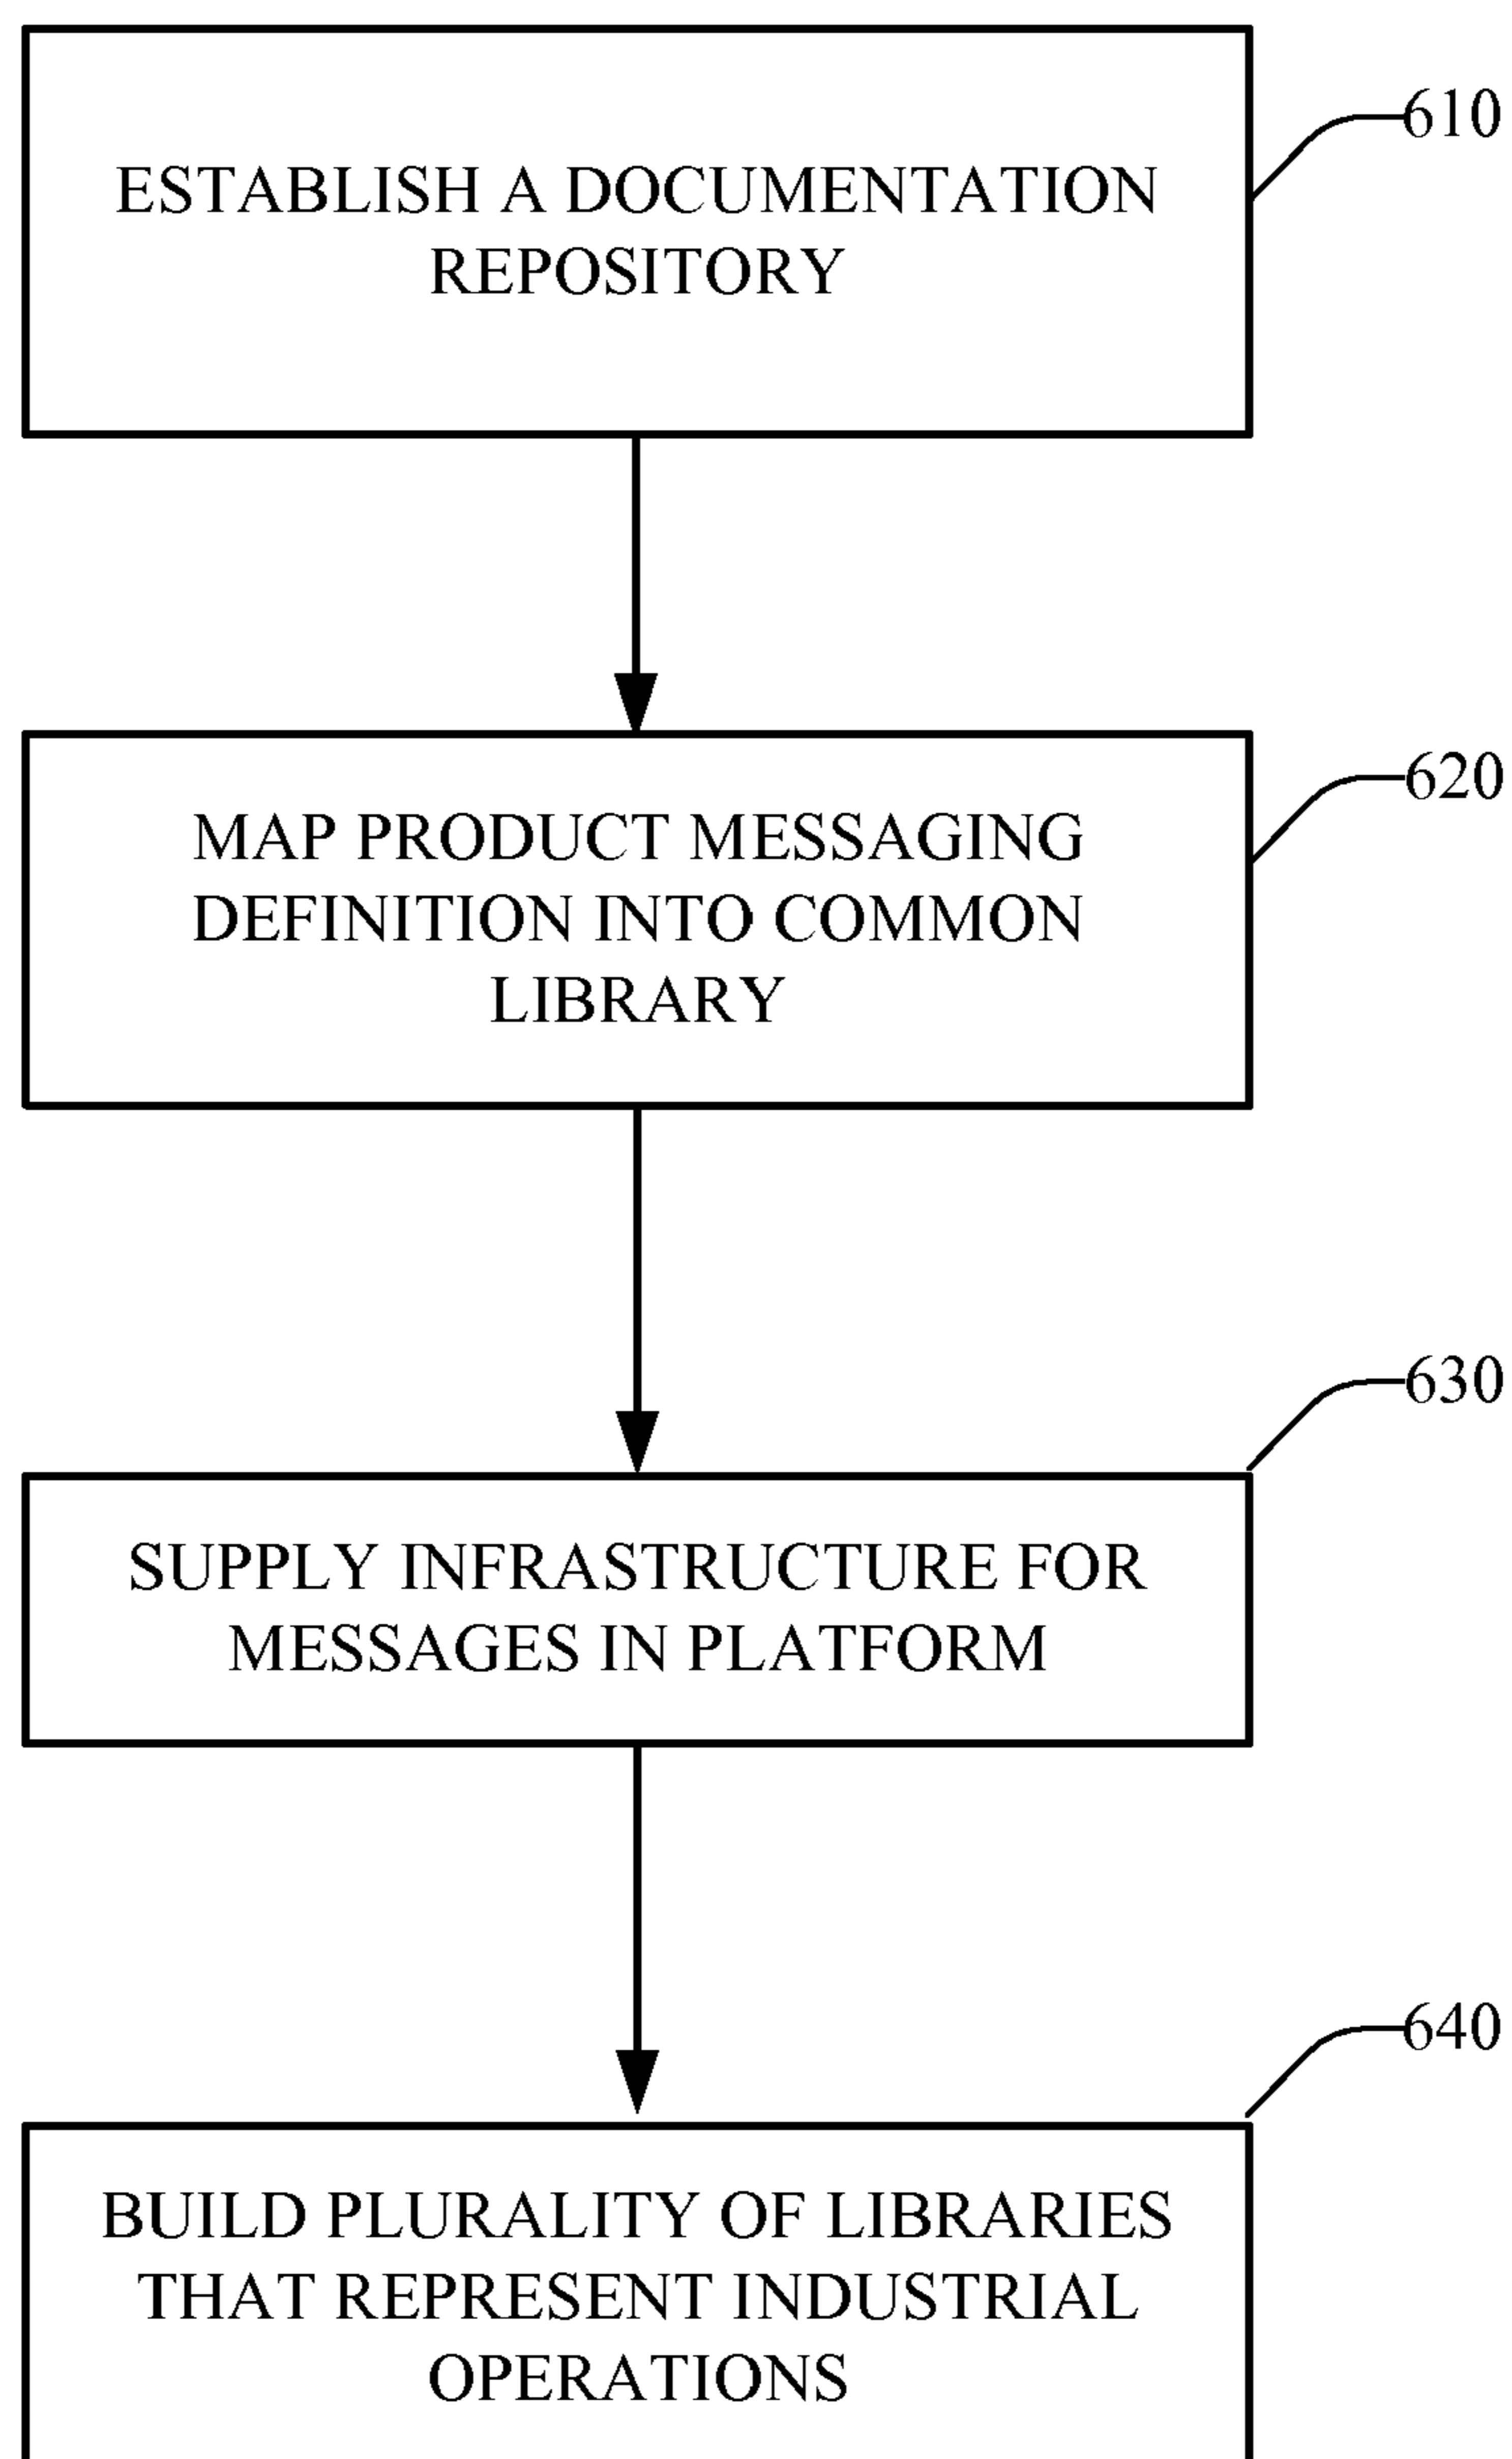 610
ESTABLISH A DOCUMENTATION
REPOSITORY
620
MAP PRODUCT MESSAGING
DEFINITION INTO COMMON
LIBRARY
630
SUPPLY INFRASTRUCTURE FOR
MESSAGES IN PLATFORM
640
BUILD PLURALITY OF LIBRARIES
THAT REPRESENT INDUSTRIAL
OPERATIONS